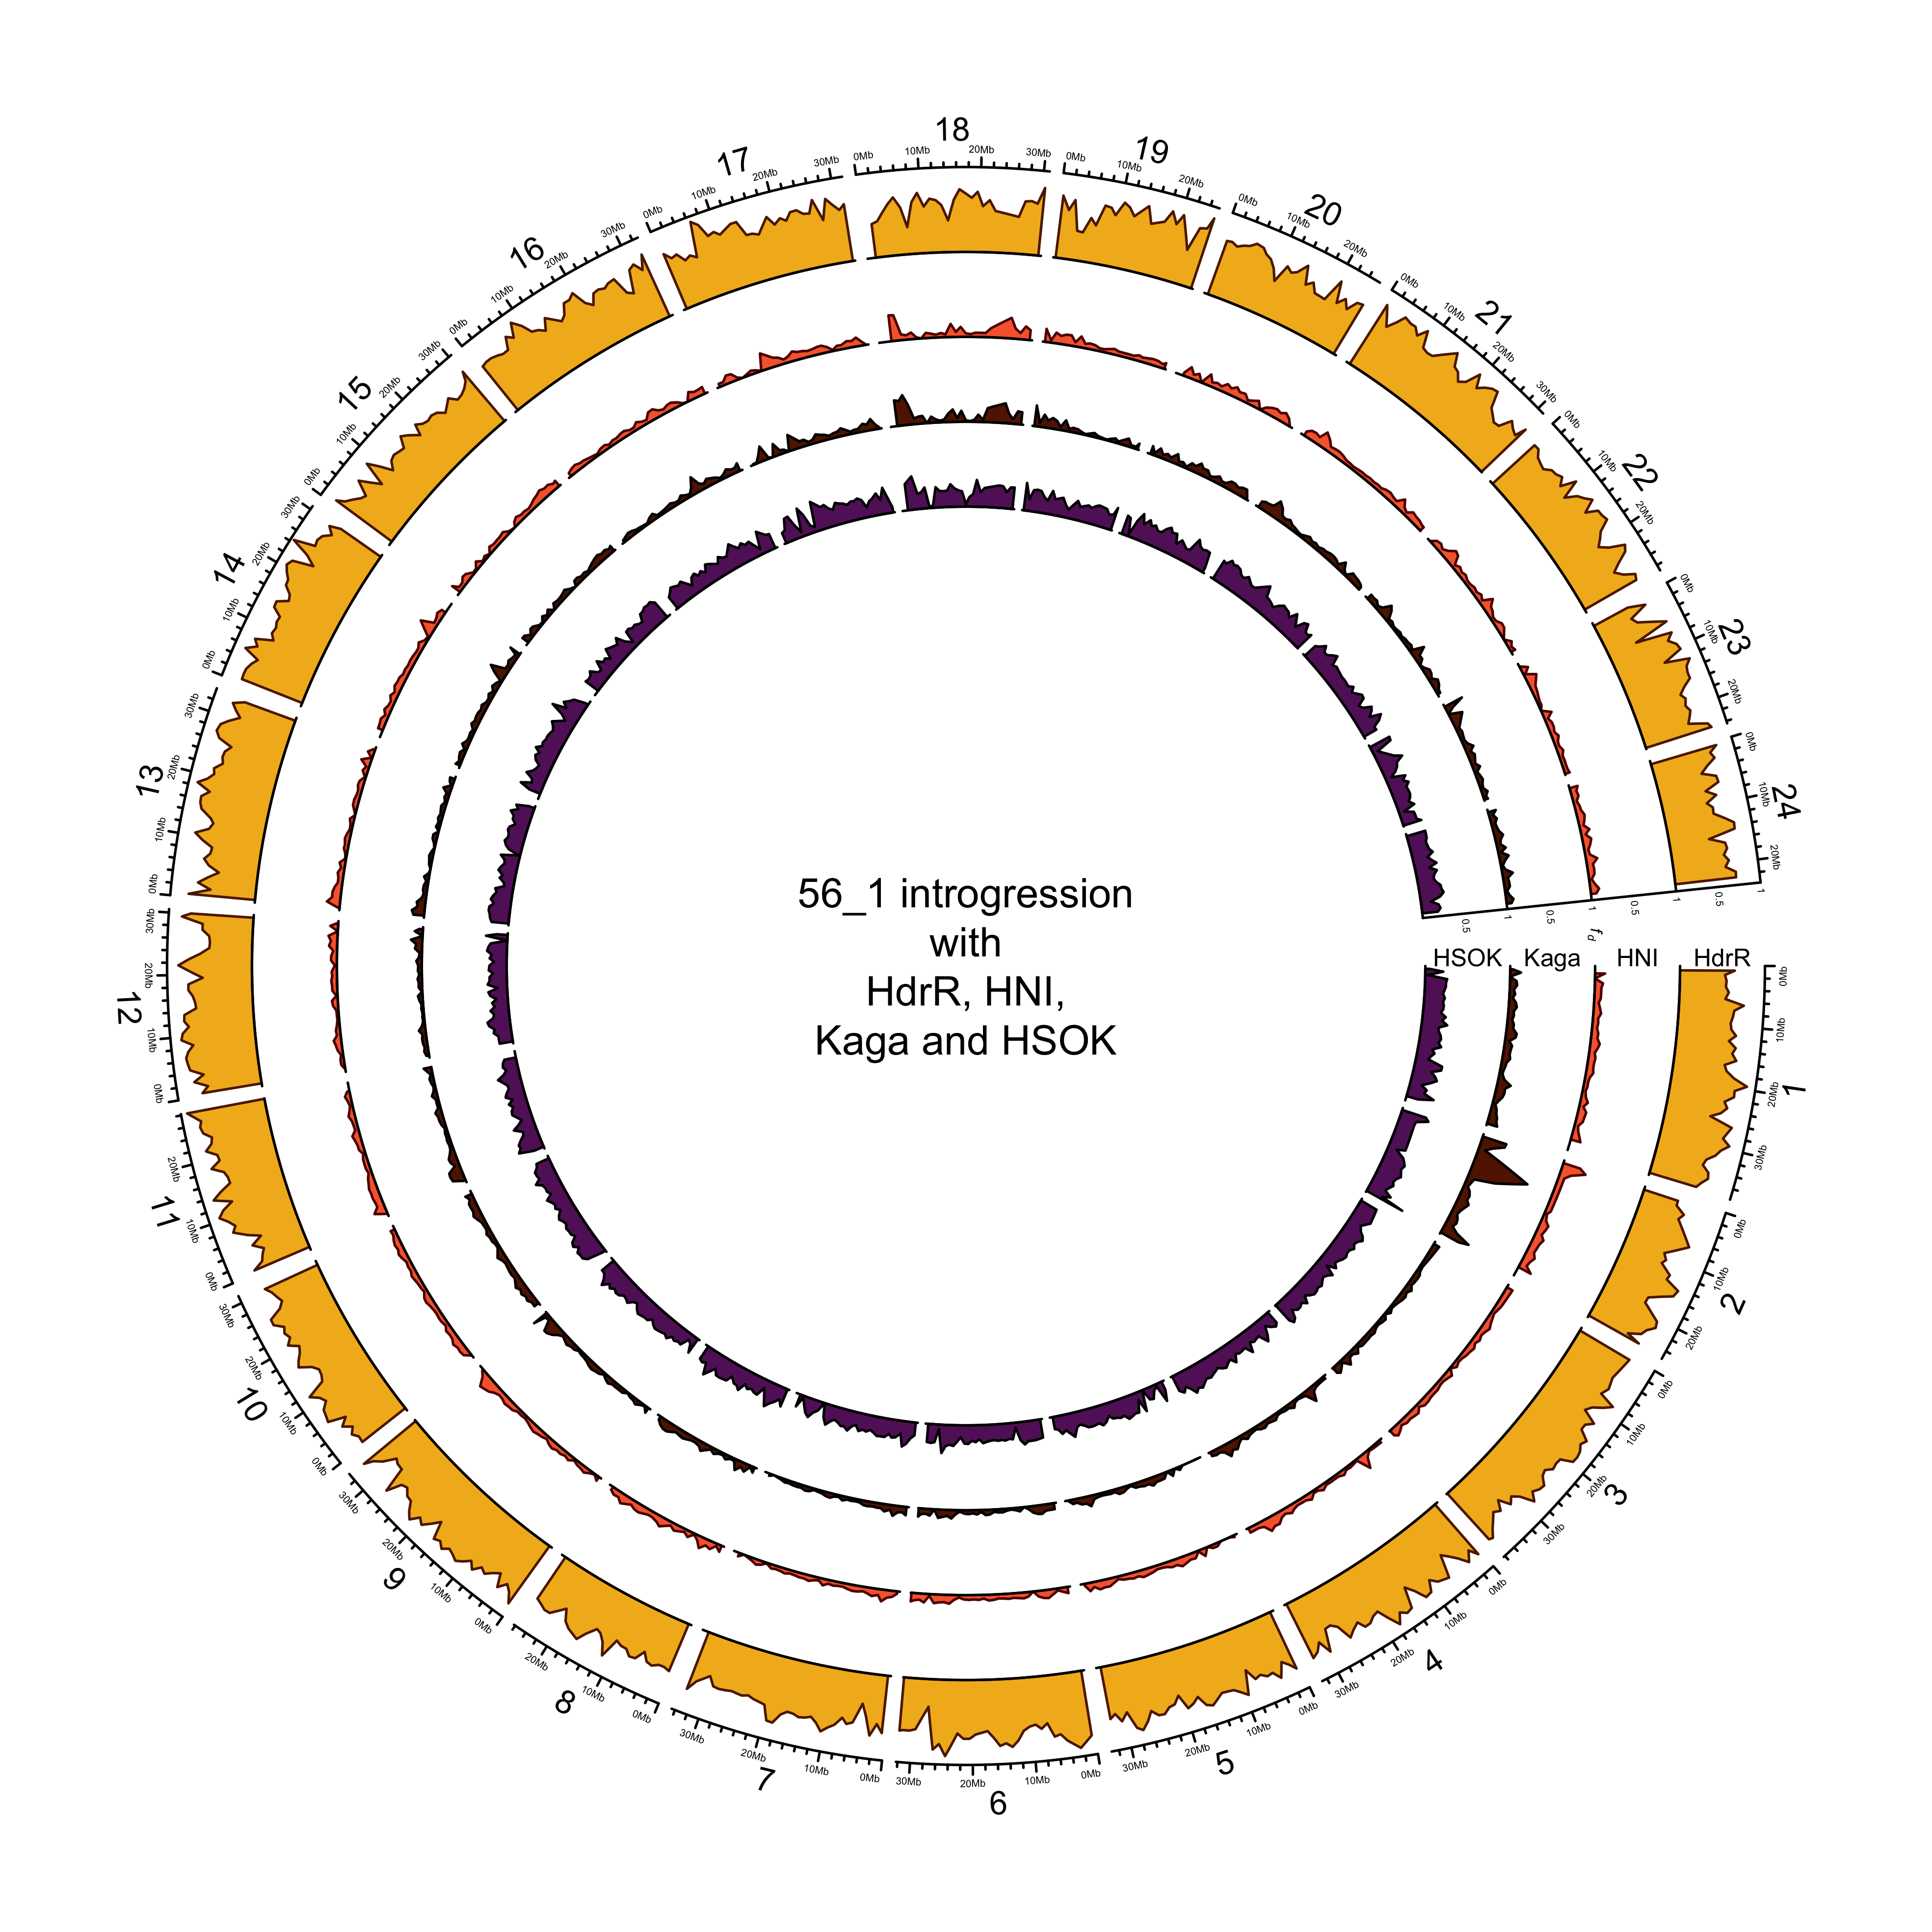 56_1 introgression
with
HdrR, HNI,
Kaga and HSOK
HSOK Kaga HNI HdrR
0.5 1 0.5 1 0.5 1 0.5 1
f_d
1
0Mb 10Mb 20Mb 30Mb
2
0Mb 10Mb 20Mb
3
0Mb 10Mb 20Mb 30Mb
4
0Mb 10Mb 20Mb 30Mb
5
0Mb 10Mb 20Mb 30Mb
6
0Mb 10Mb 20Mb 30Mb
7
0Mb 10Mb 20Mb 30Mb
8
0Mb 10Mb 20Mb
9
0Mb 10Mb 20Mb 30Mb
10
0Mb 10Mb 20Mb 30Mb
11
0Mb 10Mb 20Mb
12
0Mb 10Mb 20Mb 30Mb
13
0Mb 10Mb 20Mb 30Mb
14
0Mb 10Mb 20Mb 30Mb
15
0Mb 10Mb 20Mb 30Mb
16
0Mb 10Mb 20Mb 30Mb
17
0Mb 10Mb 20Mb 30Mb
18
0Mb 10Mb 20Mb 30Mb
19
0Mb 10Mb 20Mb
20
0Mb 10Mb 20Mb
21
0Mb 10Mb 20Mb 30Mb
22
0Mb 10Mb 20Mb
23
0Mb 10Mb 20Mb
24
0Mb 10Mb 20Mb